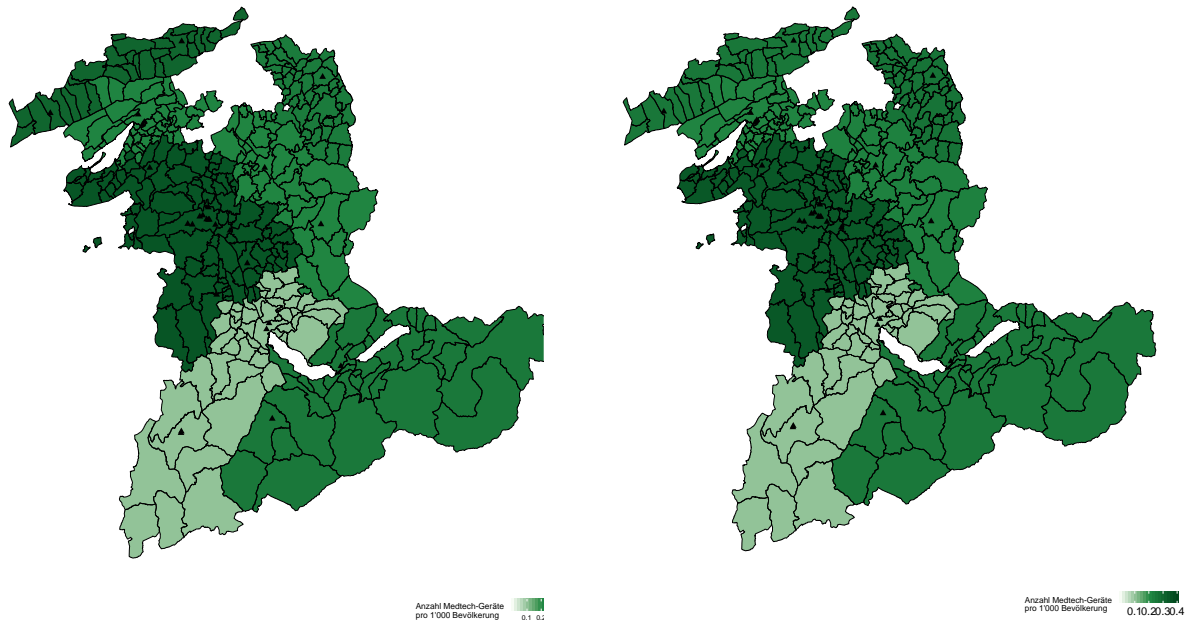 Anzahl Medtech-Geräte
pro 1'000 Bevölkerung
0.1 0.2
Anzahl Medtech-Geräte
pro 1'000 Bevölkerung
0.10.20.30.4